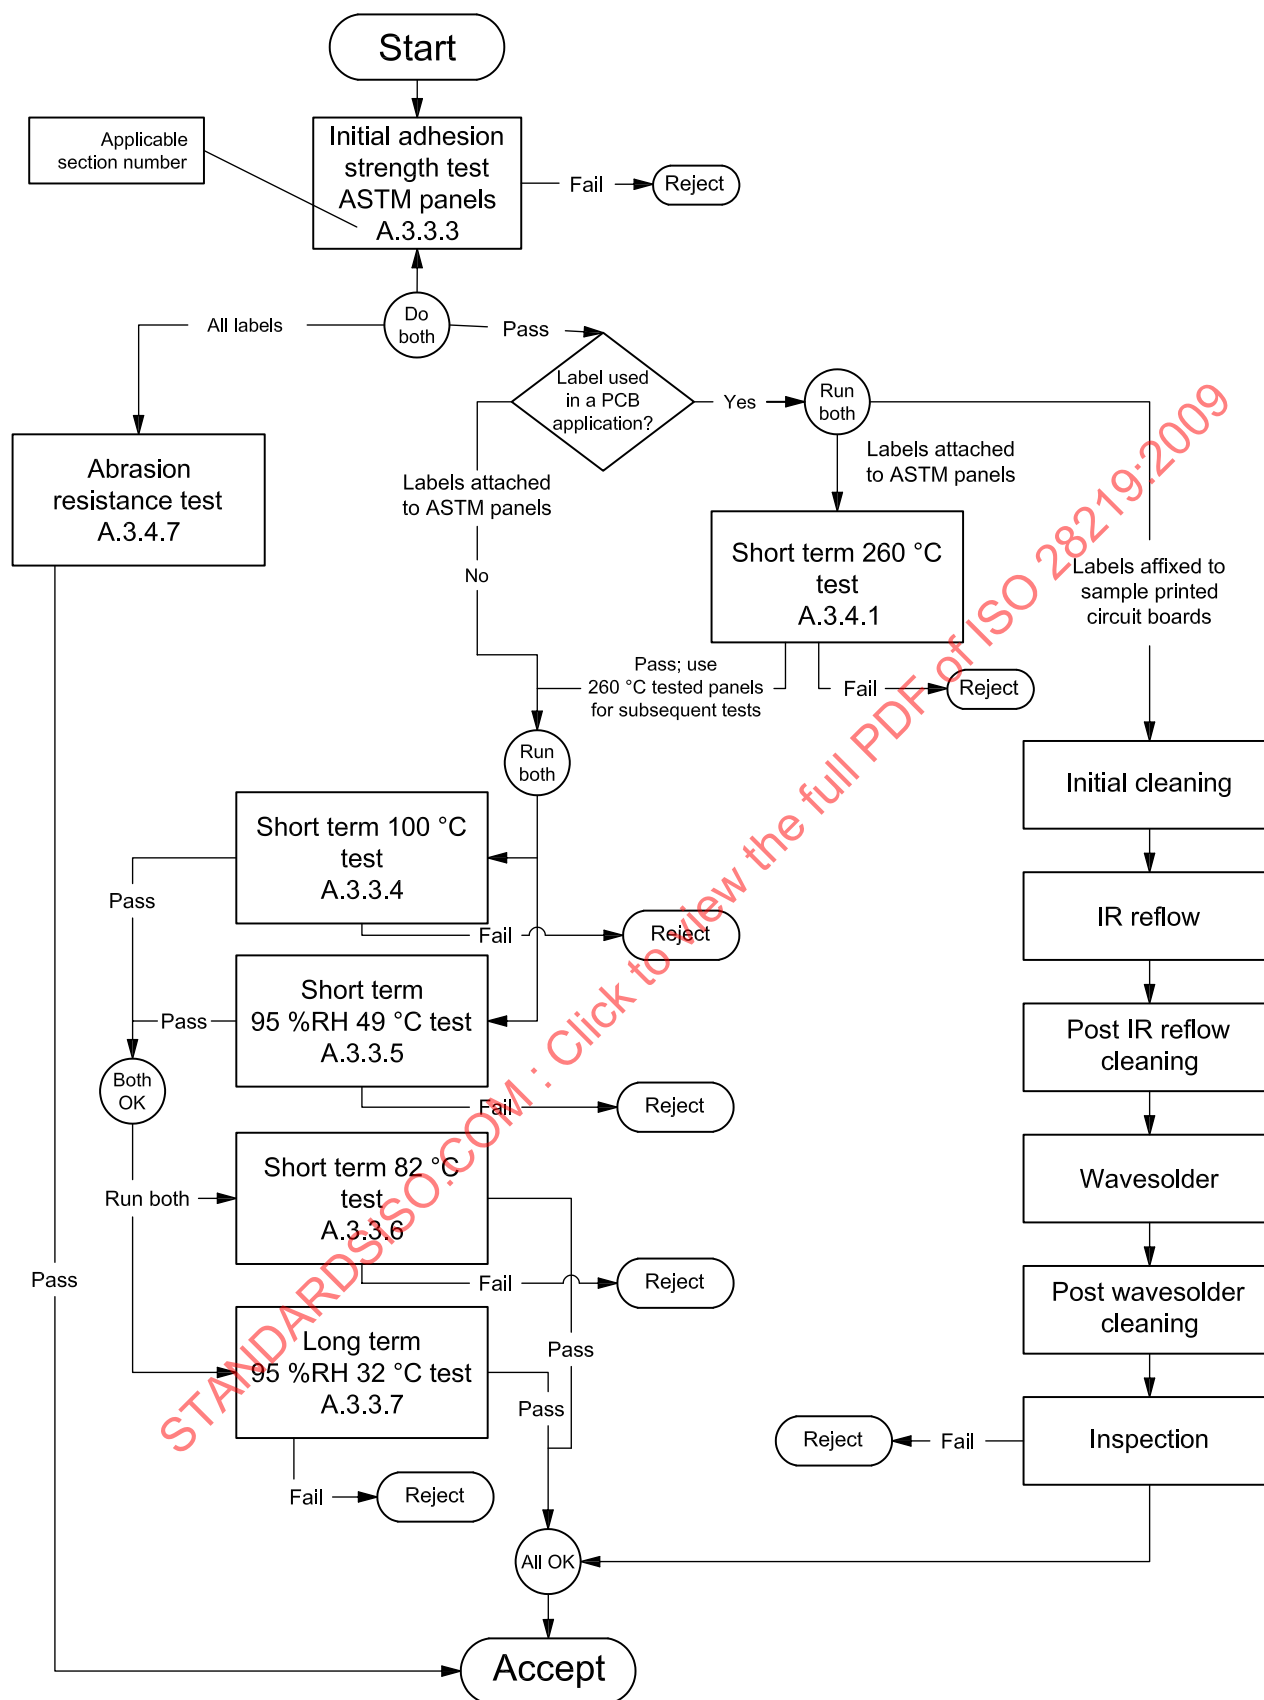 Start
Applicable
section number
Initial adhesion
strength test
ASTM panels
A.3.3.3
Fail
Reject
All labels
Do
both
Pass
Label used
in a PCB
application?
Yes
Run
both
Labels attached
to ASTM panels
Labels attached
to ASTM panels
No
Abrasion
resistance test
A.3.4.7
Short term 260 °C
test
A.3.4.1
Labels affixed to
sample printed
circuit boards
Pass; use
260 °C tested panels
for subsequent tests
Fail
Reject
Run
both
Initial cleaning
Short term 100 °C
test
A.3.3.4
Pass
Fail
Reject
IR reflow
Short term
95 %RH 49 °C test
A.3.3.5
Pass
Fail
Reject
Post IR reflow
cleaning
Both
OK
Short term 82 °C
test
A.3.3.6
Run both
Fail
Reject
Wavesolder
Pass
Pass
Post wavesolder
cleaning
Long term
95 %RH 32 °C test
A.3.3.7
Pass
Fail
Reject
Reject
Fail
Inspection
All OK
Accept
STANDARDSISO.COM : Click to view the full PDF of ISO 28219:2009